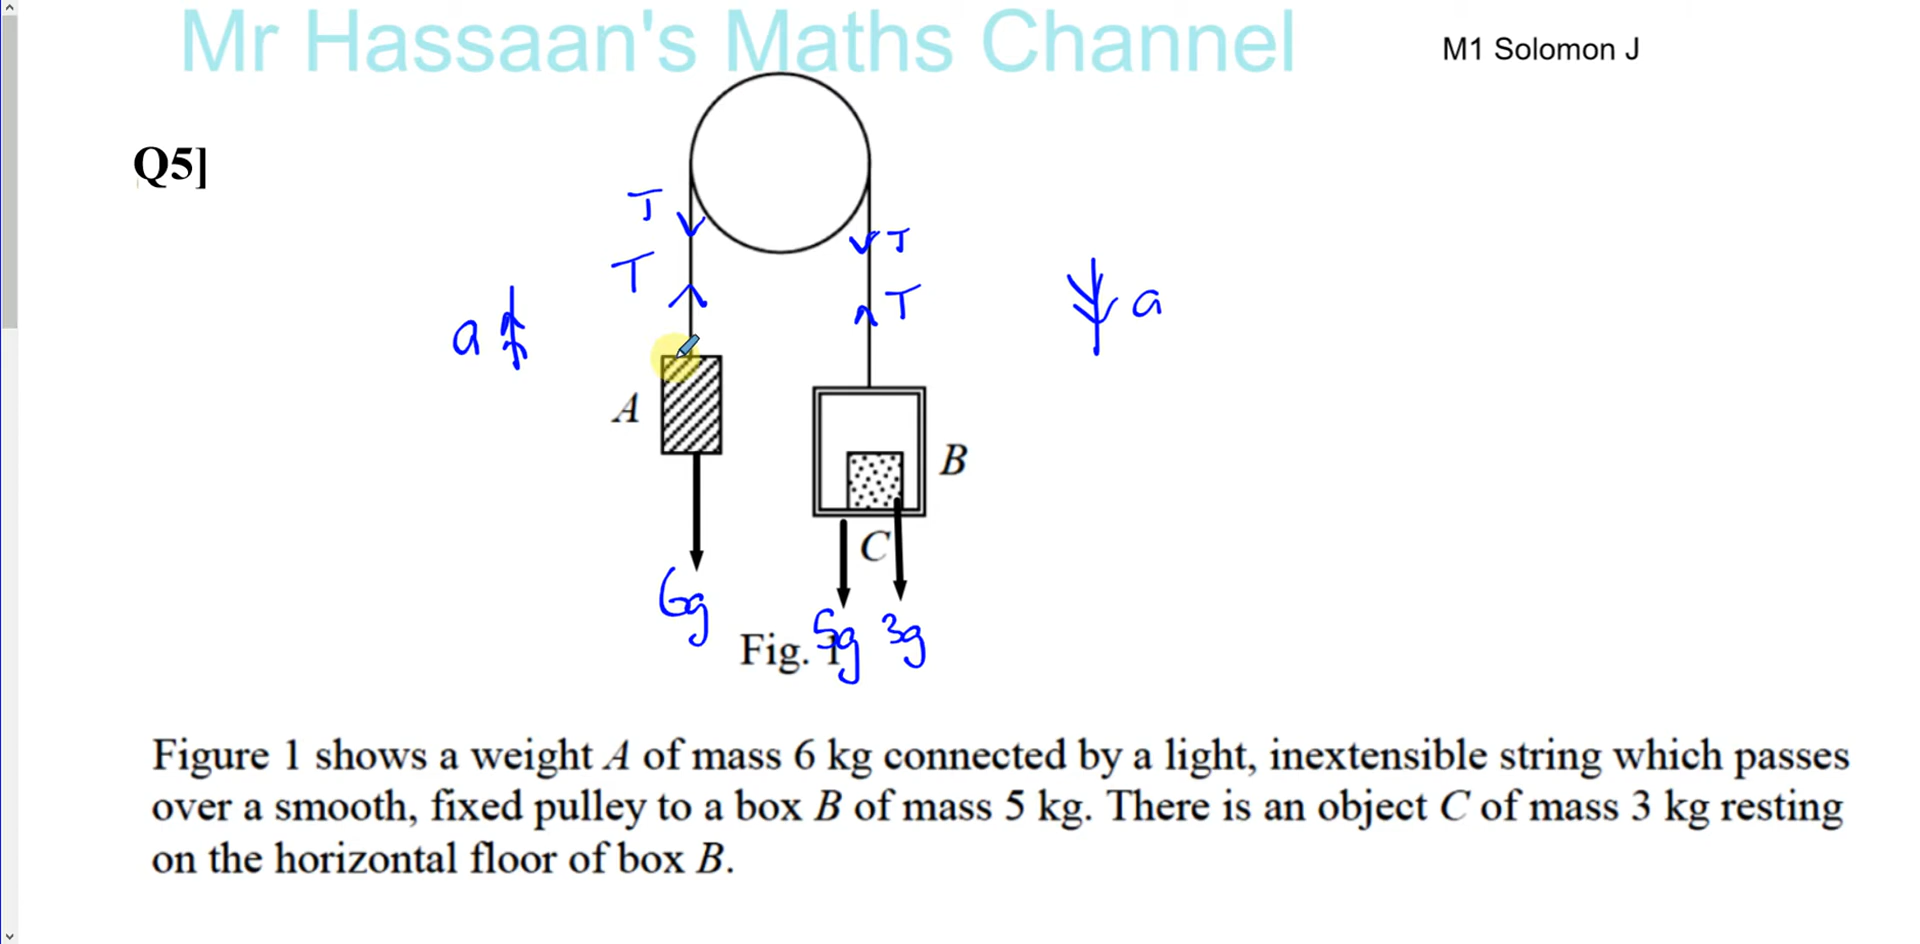 Mr Hassaan's Maths Channel
M1 Solomon J
Q5]
T
T
T
T
a
a
A
B
C
6g
5g 3g
Fig. 1
Figure 1 shows a weight A of mass 6 kg connected by a light, inextensible string which passes
over a smooth, fixed pulley to a box B of mass 5 kg. There is an object C of mass 3 kg resting
on the horizontal floor of box B.